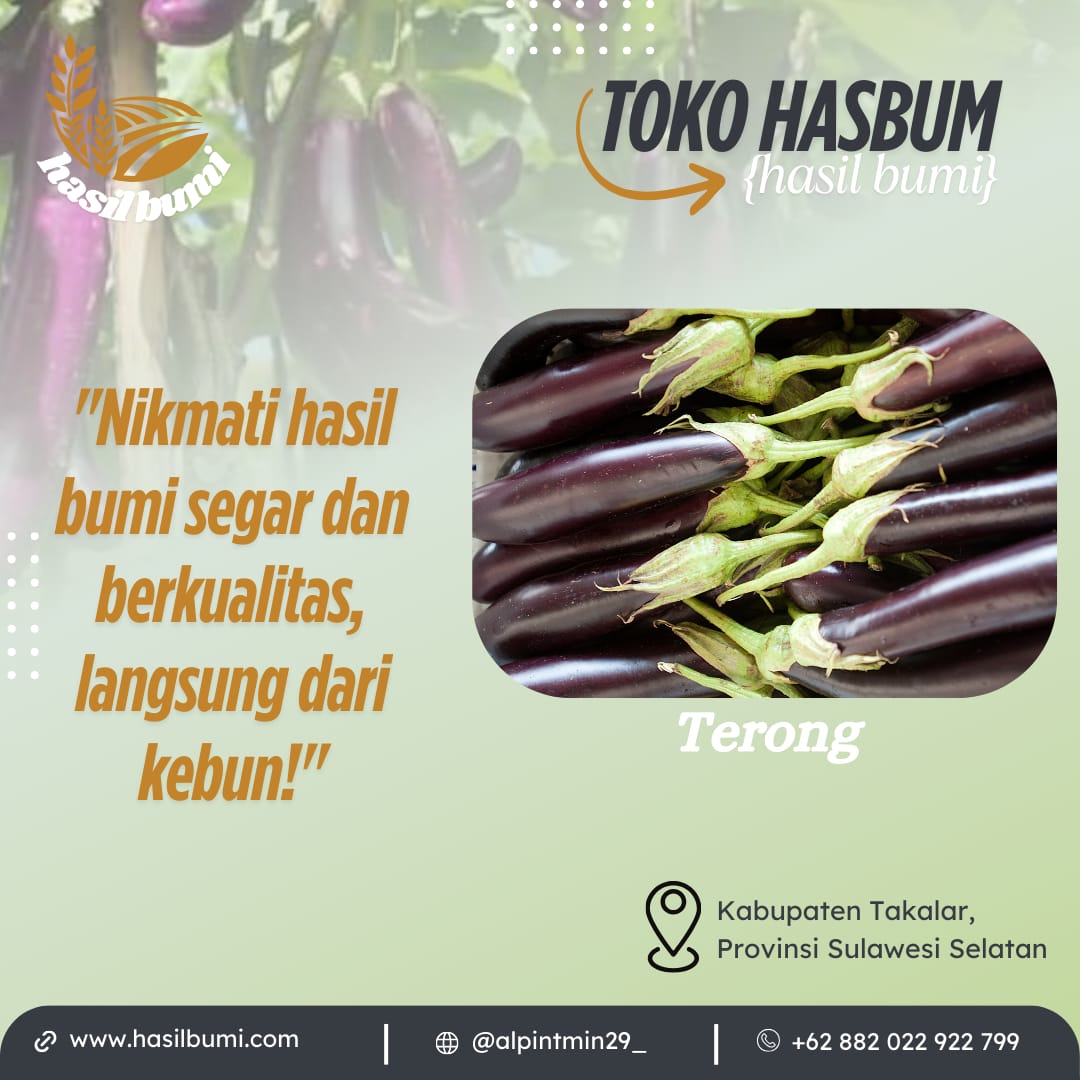 hasil bumi
TOKO HASBUM
{hasil bumi}
"Nikmati hasil
bumi segar dan
berkualitas,
langsung dari
kebun!"
Terong
Kabupaten Takalar,
Provinsi Sulawesi Selatan
www.hasilbumi.com
@alpintmin29_
+62 882 022 922 799